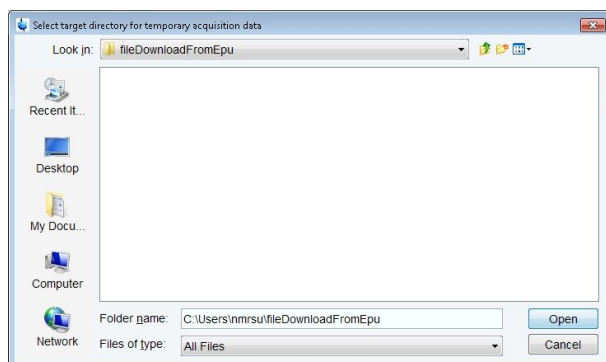 Select target directory for temporary acquisition data
Look in: fileDownloadFromEpu
Recent It...
Desktop
My Docu...
Computer
Network
Folder name: C:\Users\nmrsu\fileDownloadFromEpu Open
Files of type: All Files Cancel